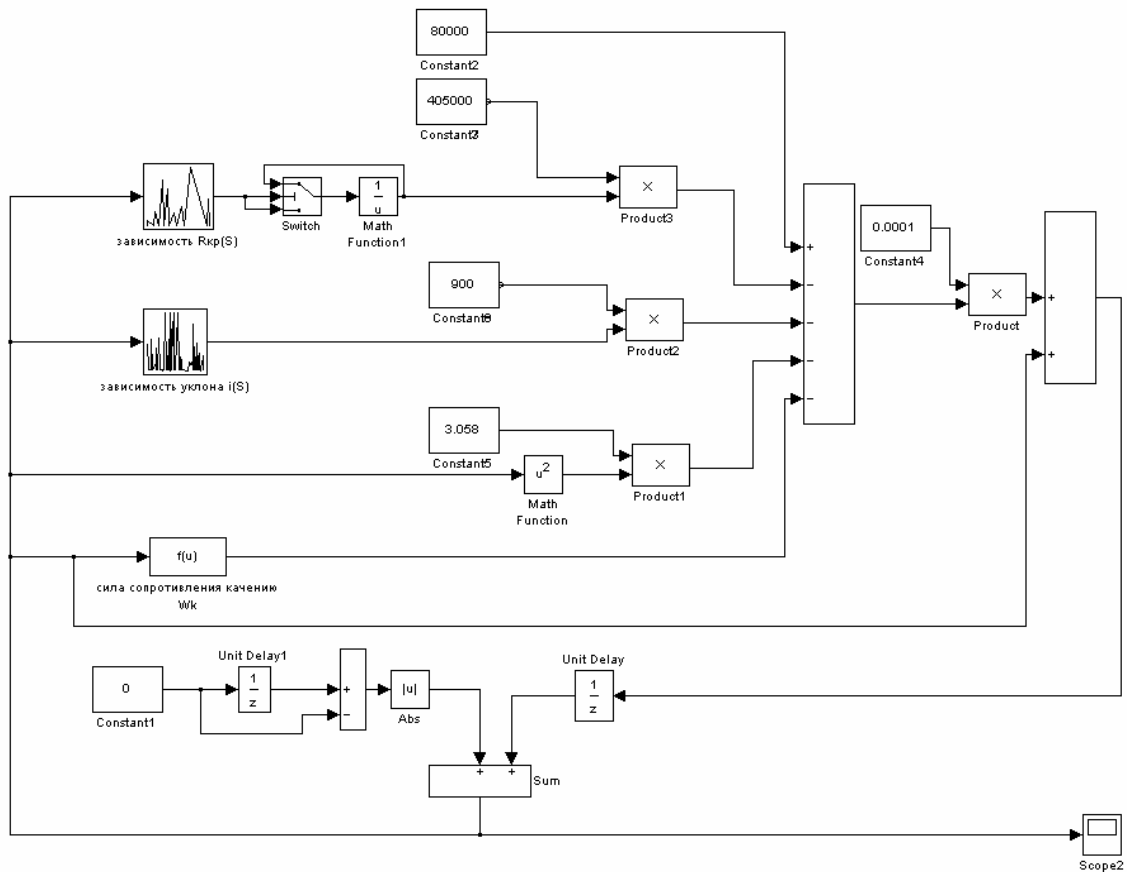 80000
Constant2
405000
Constant
1
u
Switch
Math
Function1
×
Product3
зависимость Rкр(S)
0.0001
Constant4
+
−
−
−
−
900
Constant
×
Product2
×
Product
+
+
зависимость уклона i(S)
3.058
Constant5
u2
×
Product1
Math
Function
f(u)
сила сопротивления качению
Wk
Unit Delay1
Unit Delay
0
1
z
+
−
|u|
1
z
Constant1
Abs
+ +
Sum
Scope2